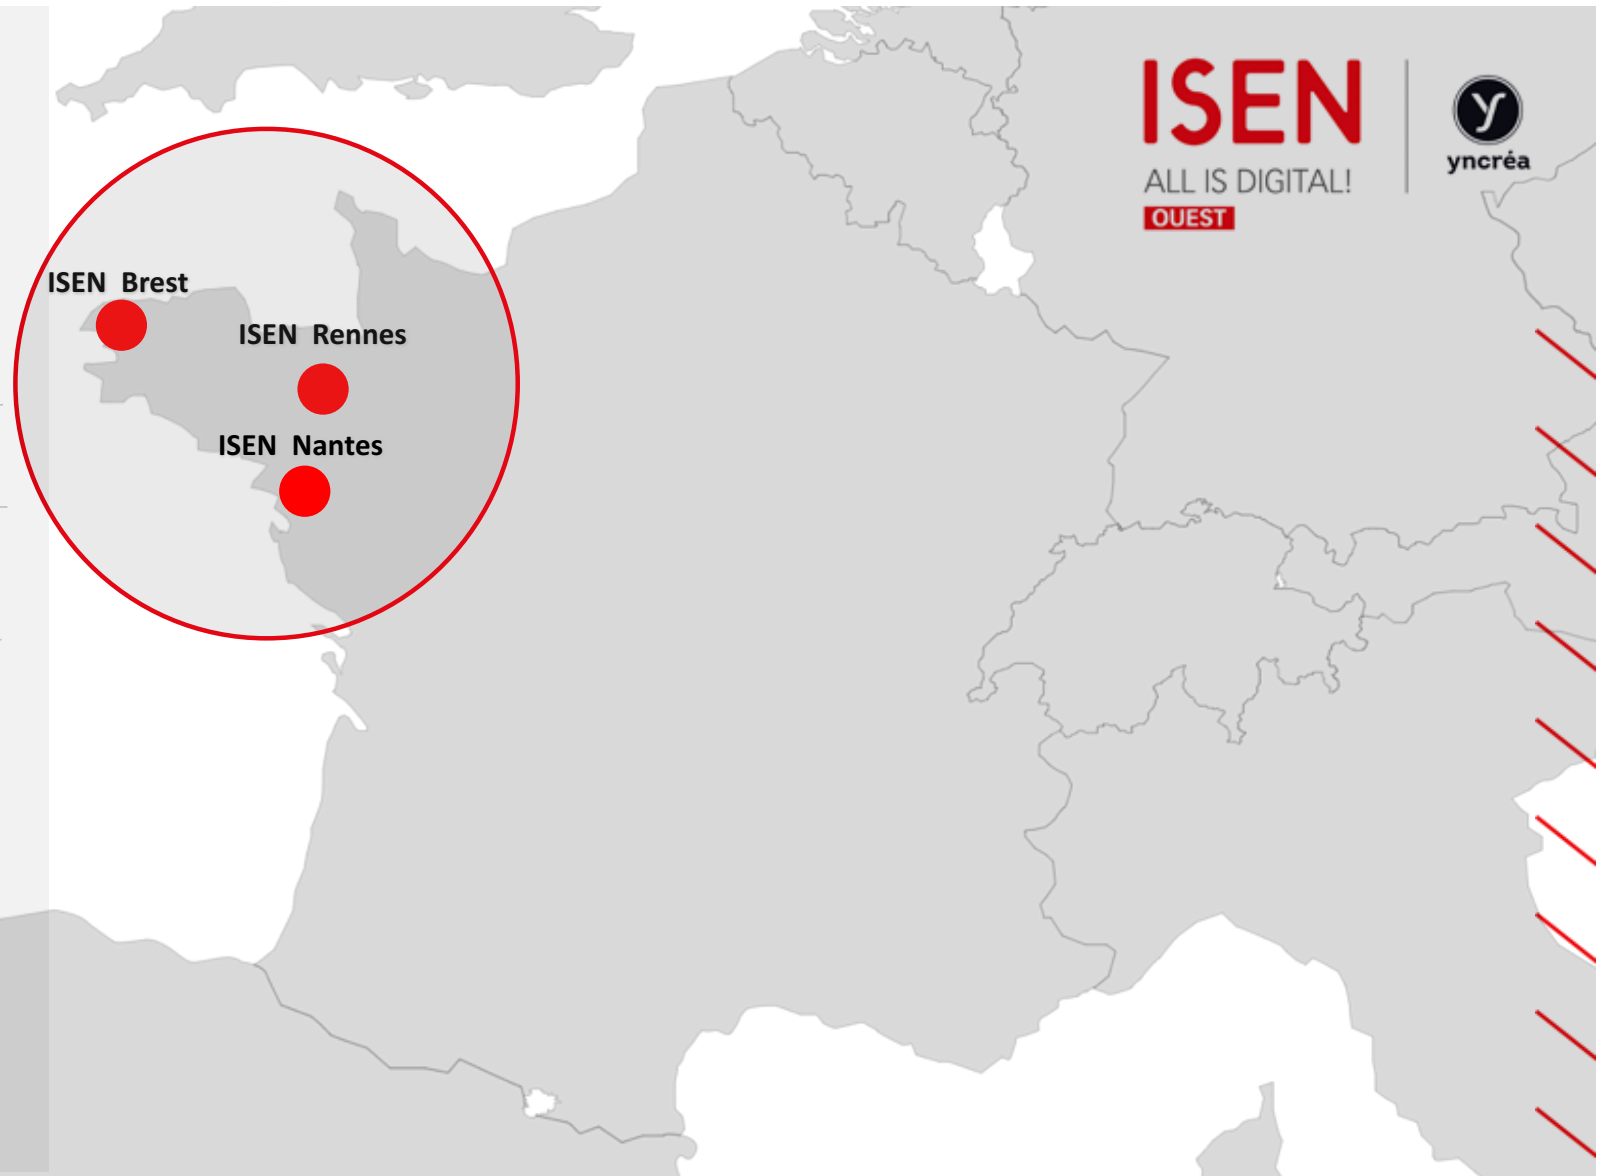 ISEN
ALL IS DIGITAL!
OUEST
yncréa
ISEN Brest
ISEN Rennes
ISEN Nantes